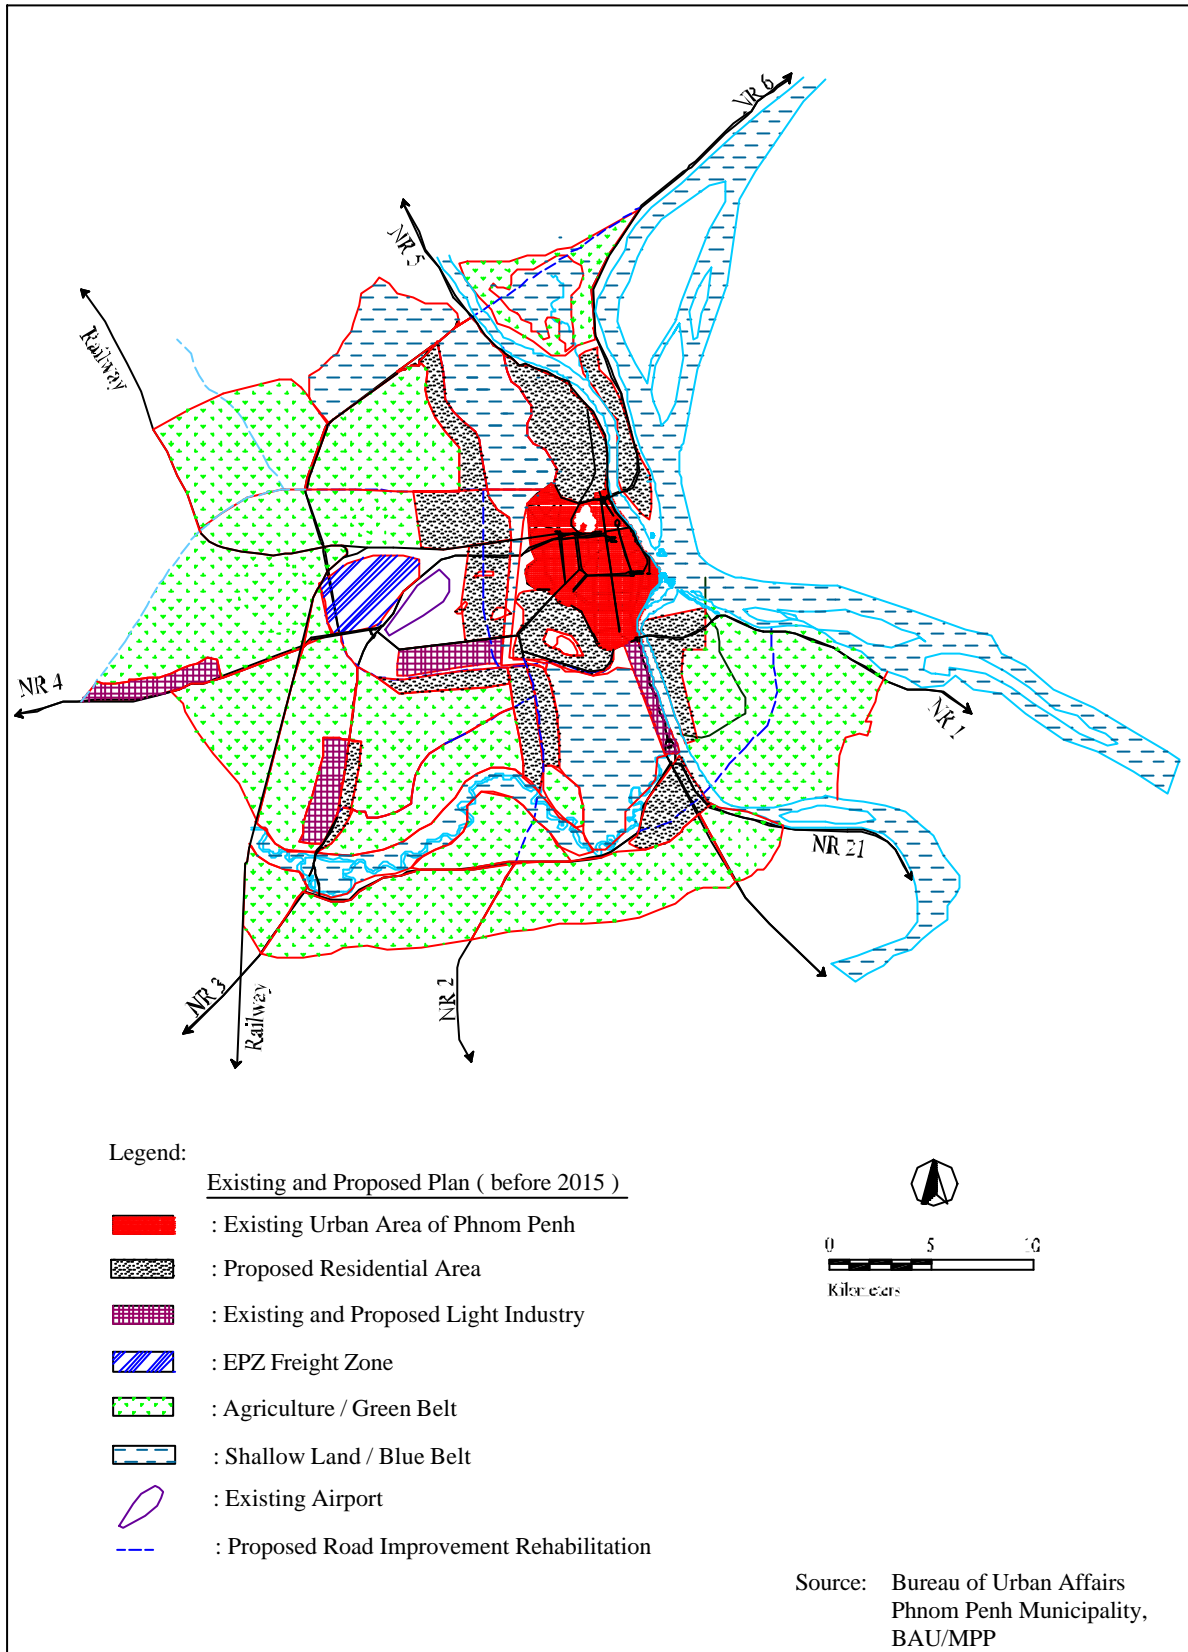 NR 6
NR 5
Railway
NR 4
NR 1
NR 21
NR 3
Railway
NR 2
Legend:
Existing and Proposed Plan ( before 2015 )
: Existing Urban Area of Phnom Penh
: Proposed Residential Area
: Existing and Proposed Light Industry
: EPZ Freight Zone
: Agriculture / Green Belt
: Shallow Land / Blue Belt
: Existing Airport
: Proposed Road Improvement Rehabilitation
0 5 10
Kilometers
Source: Bureau of Urban Affairs
Phnom Penh Municipality,
BAU/MPP